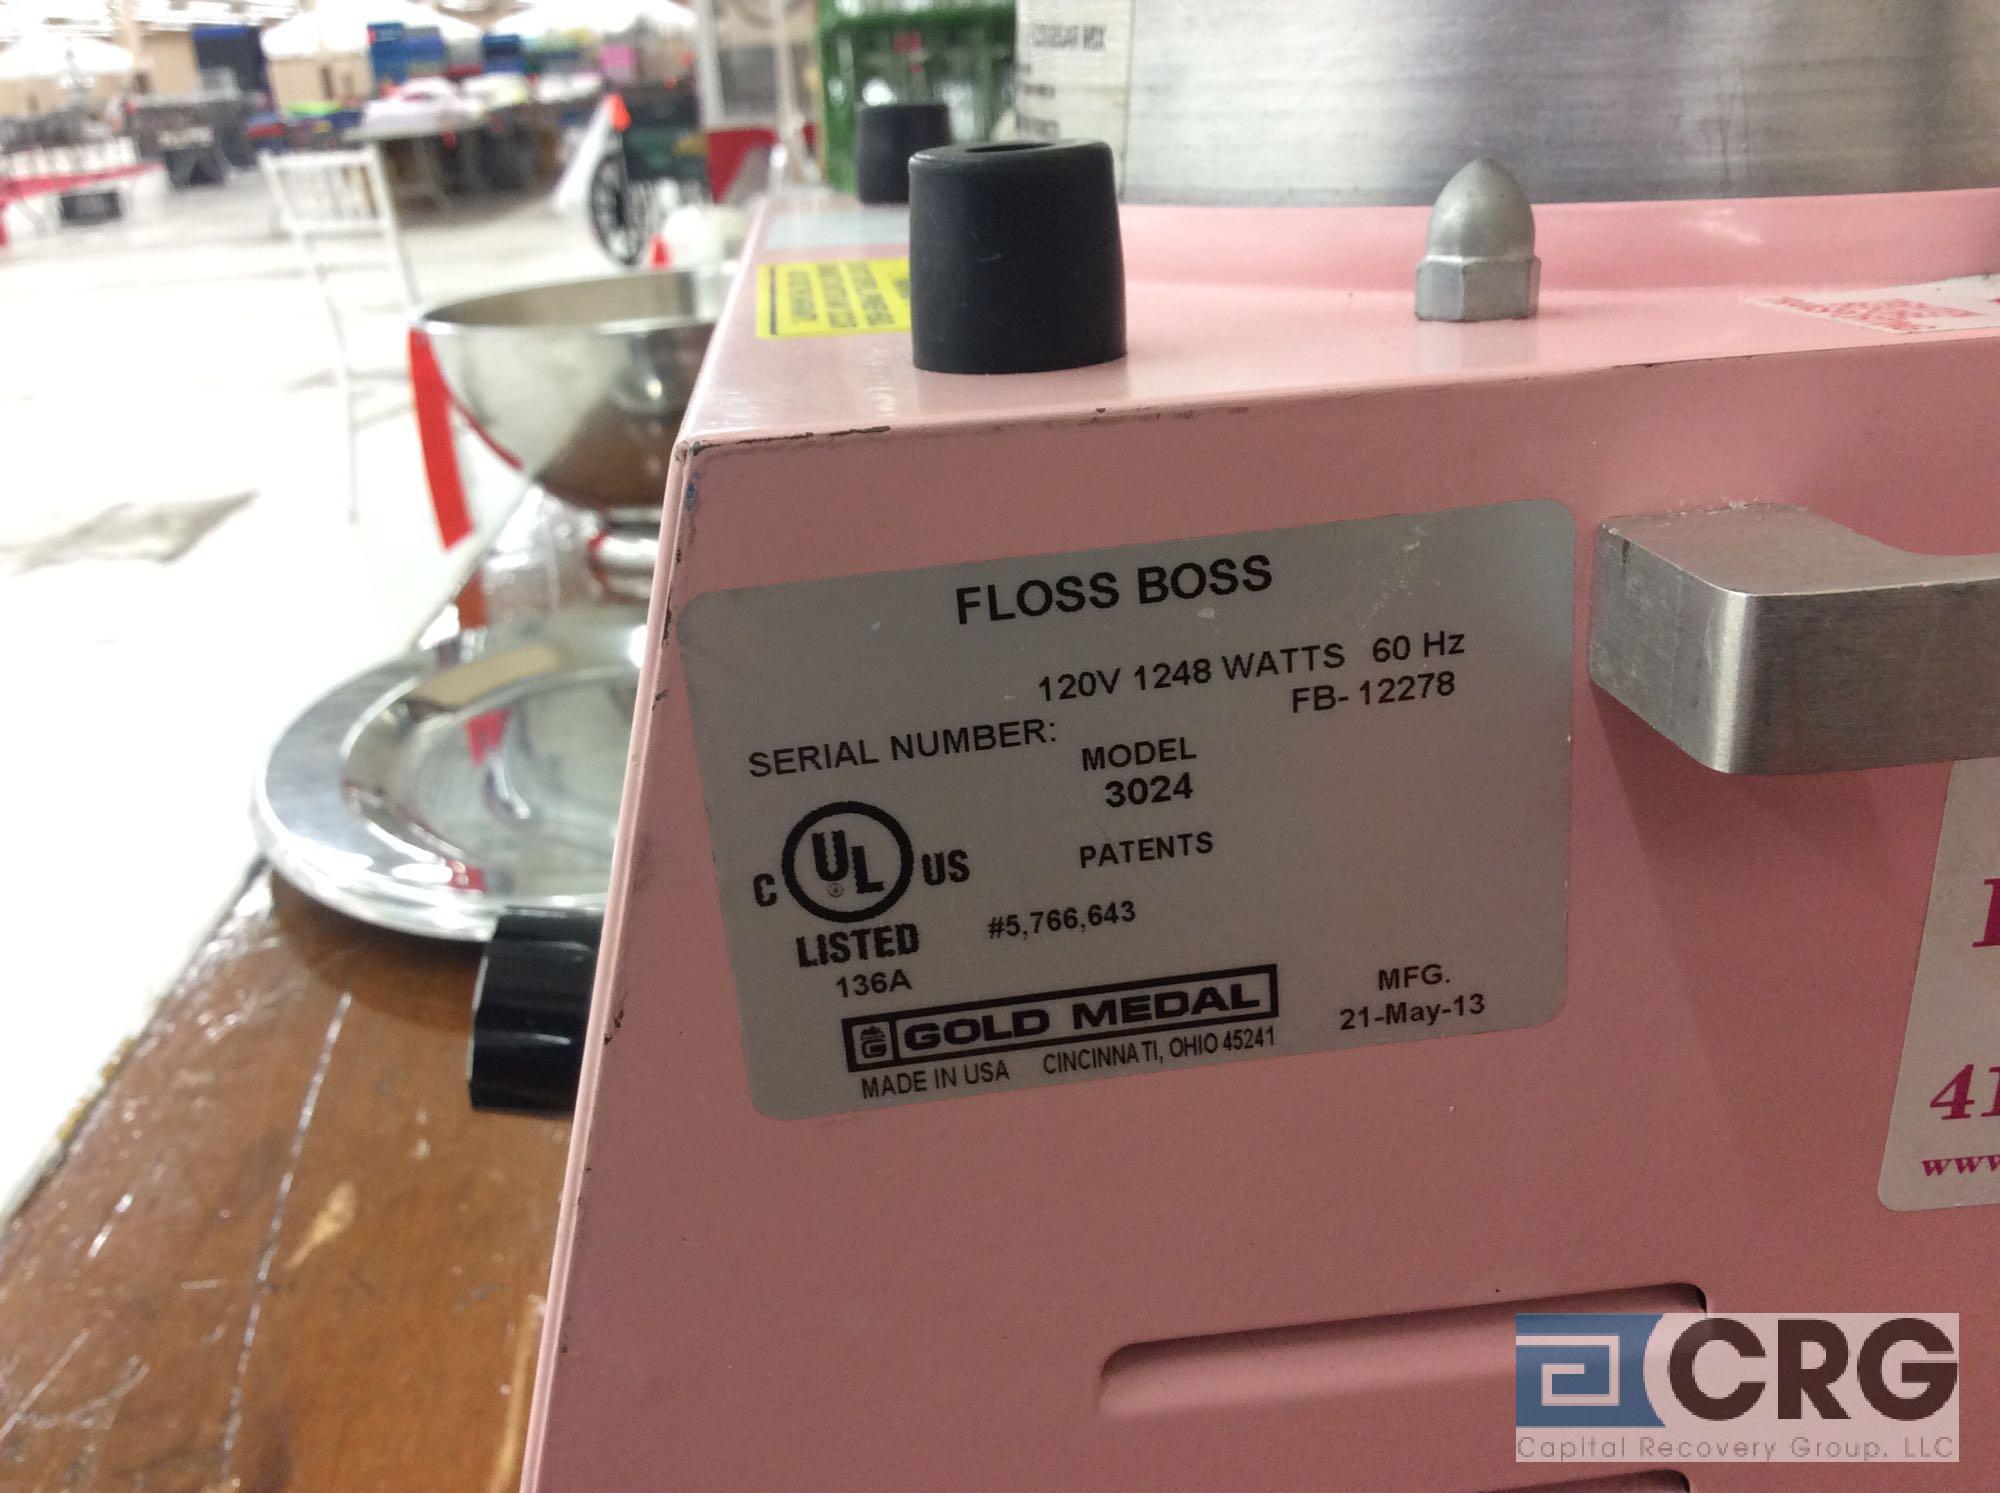 FLOSS BOSS
120V 1248 WATTS 60 Hz
SERIAL NUMBER: FB- 12278
MODEL
3024
C UL US
LISTED
136A
PATENTS
#5,766,643
GOLD MEDAL
MADE IN USA CINCINNATI, OHIO 45241
MFG.
21-May-13
41
www
CRG
Capital Recovery Group, LLC